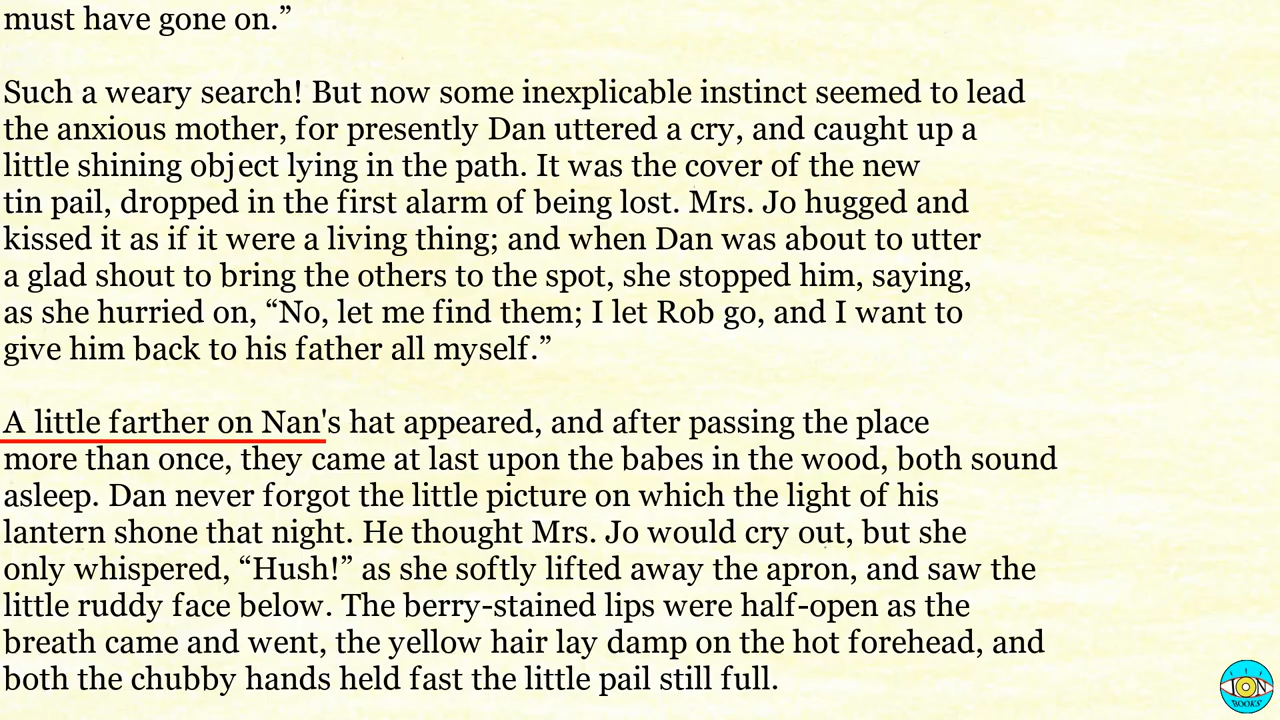 must have gone on.”
Such a weary search! But now some inexplicable instinct seemed to lead
the anxious mother, for presently Dan uttered a cry, and caught up a
little shining object lying in the path. It was the cover of the new
tin pail, dropped in the first alarm of being lost. Mrs. Jo hugged and
kissed it as if it were a living thing; and when Dan was about to utter
a glad shout to bring the others to the spot, she stopped him, saying,
as she hurried on, “No, let me find them; I let Rob go, and I want to
give him back to his father all myself.”
A little farther on Nan's hat appeared, and after passing the place
more than once, they came at last upon the babes in the wood, both sound
asleep. Dan never forgot the little picture on which the light of his
lantern shone that night. He thought Mrs. Jo would cry out, but she
only whispered, “Hush!” as she softly lifted away the apron, and saw the
little ruddy face below. The berry-stained lips were half-open as the
breath came and went, the yellow hair lay damp on the hot forehead, and
both the chubby hands held fast the little pail still full.
ION
BOOKS